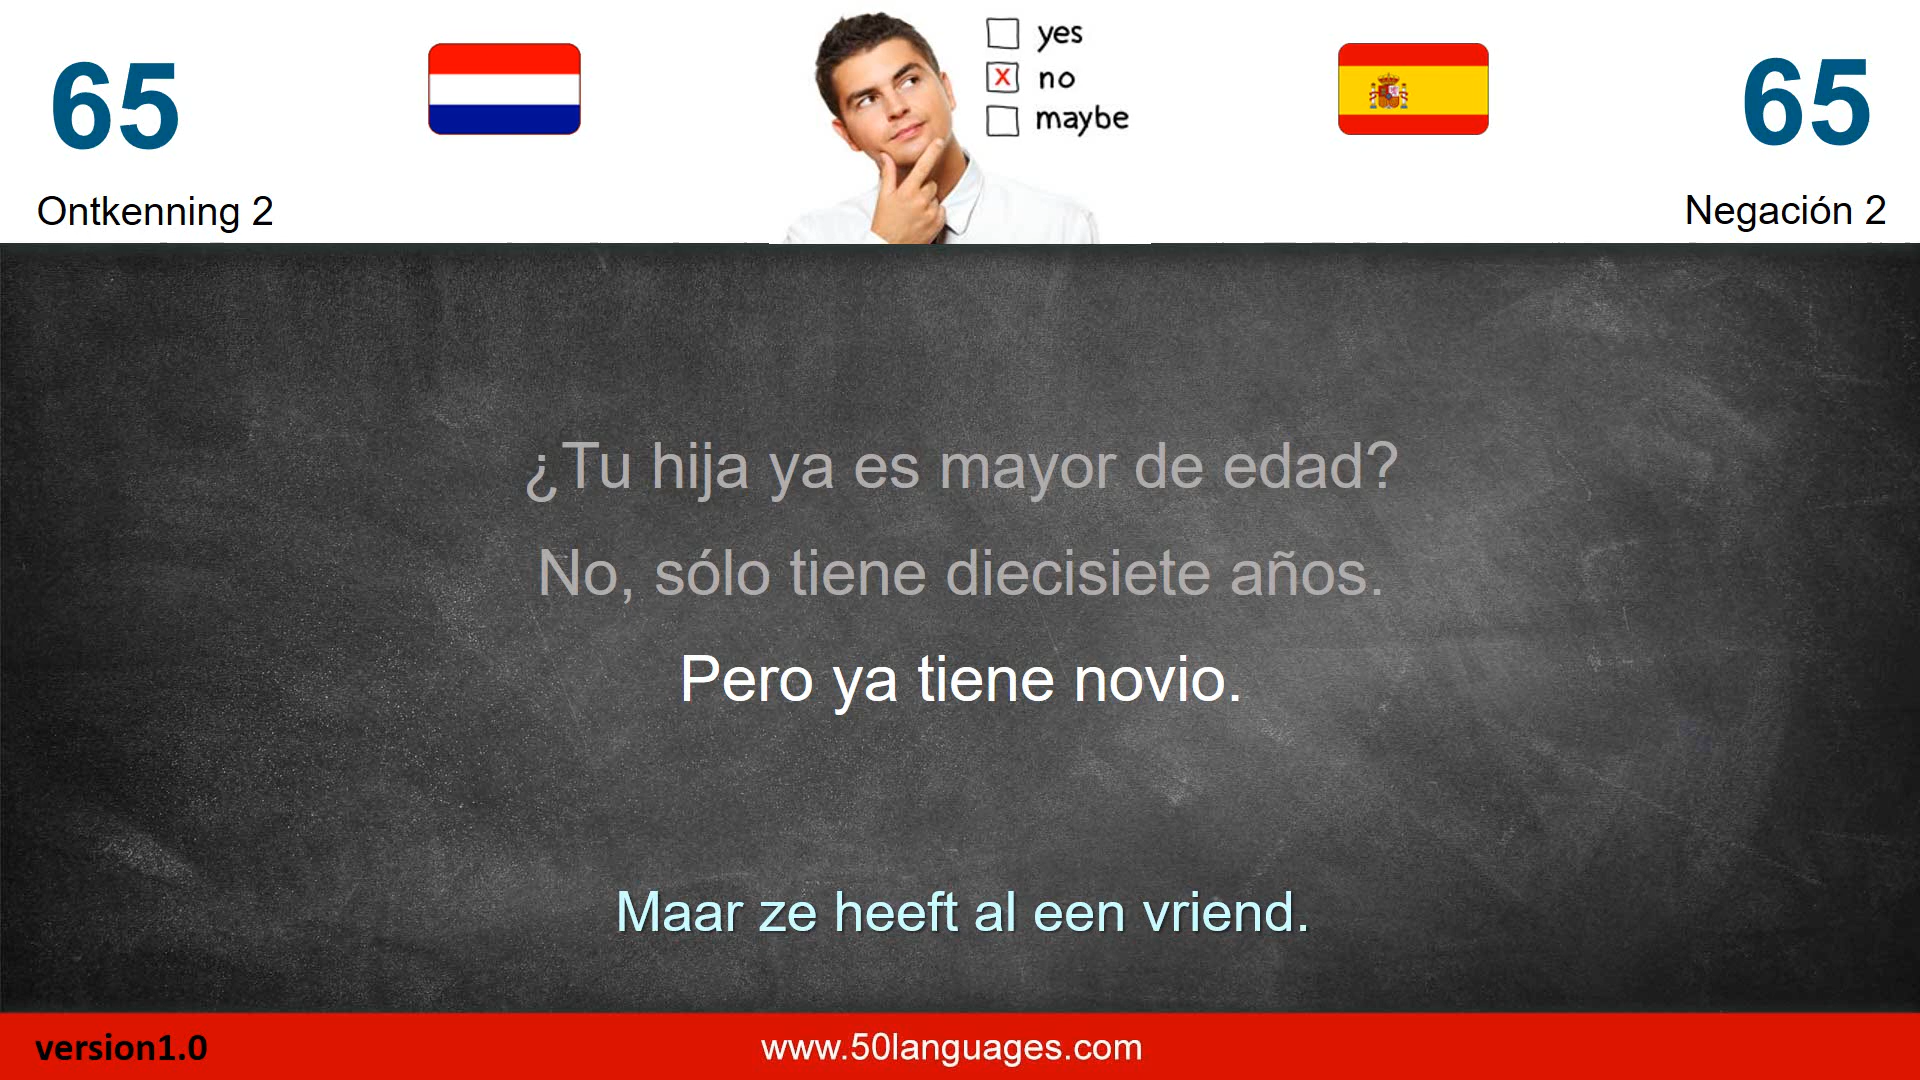 65
65
yes
x no
maybe
Ontkenning 2
Negación 2
¿Tu hija ya es mayor de edad?
No, sólo tiene diecisiete años.
Pero ya tiene novio.
Maar ze heeft al een vriend.
version1.0
www.50languages.com